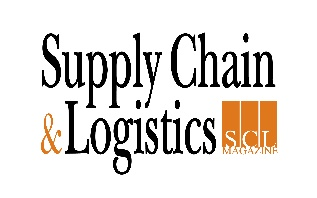 Supply Chain
&Logistics
SCL
MAGAZINE